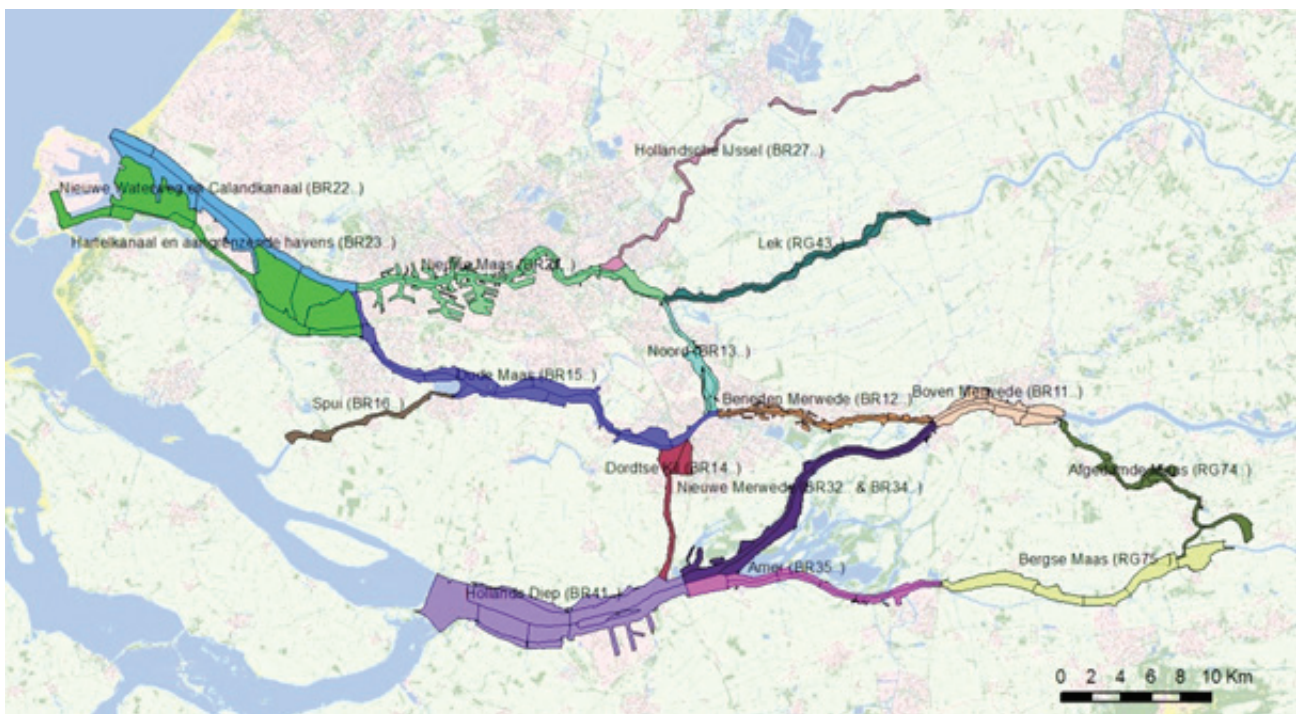 Hollandsche IJssel (BR27..)
Nieuwe Waterweg en Calandkanaal (BR22..)
Hartelkanaal en aangrenzende havens (BR23..)
Lek (RG43..)
Nieuwe Maas (BR21..)
Noord (BR13..)
Oude Maas (BR15..)
Spui (BR16..)
Beneden Merwede (BR12..)
Boven Merwede (BR11..)
Dordtse Kil (BR14..)
Afgedamde Maas (RG74..)
Nieuwe Merwede (BR32.. & BR34..)
Bergse Maas (RG75..)
Amer (BR35..)
Hollands Diep (BR41..)
0 2 4 6 8 10 Km